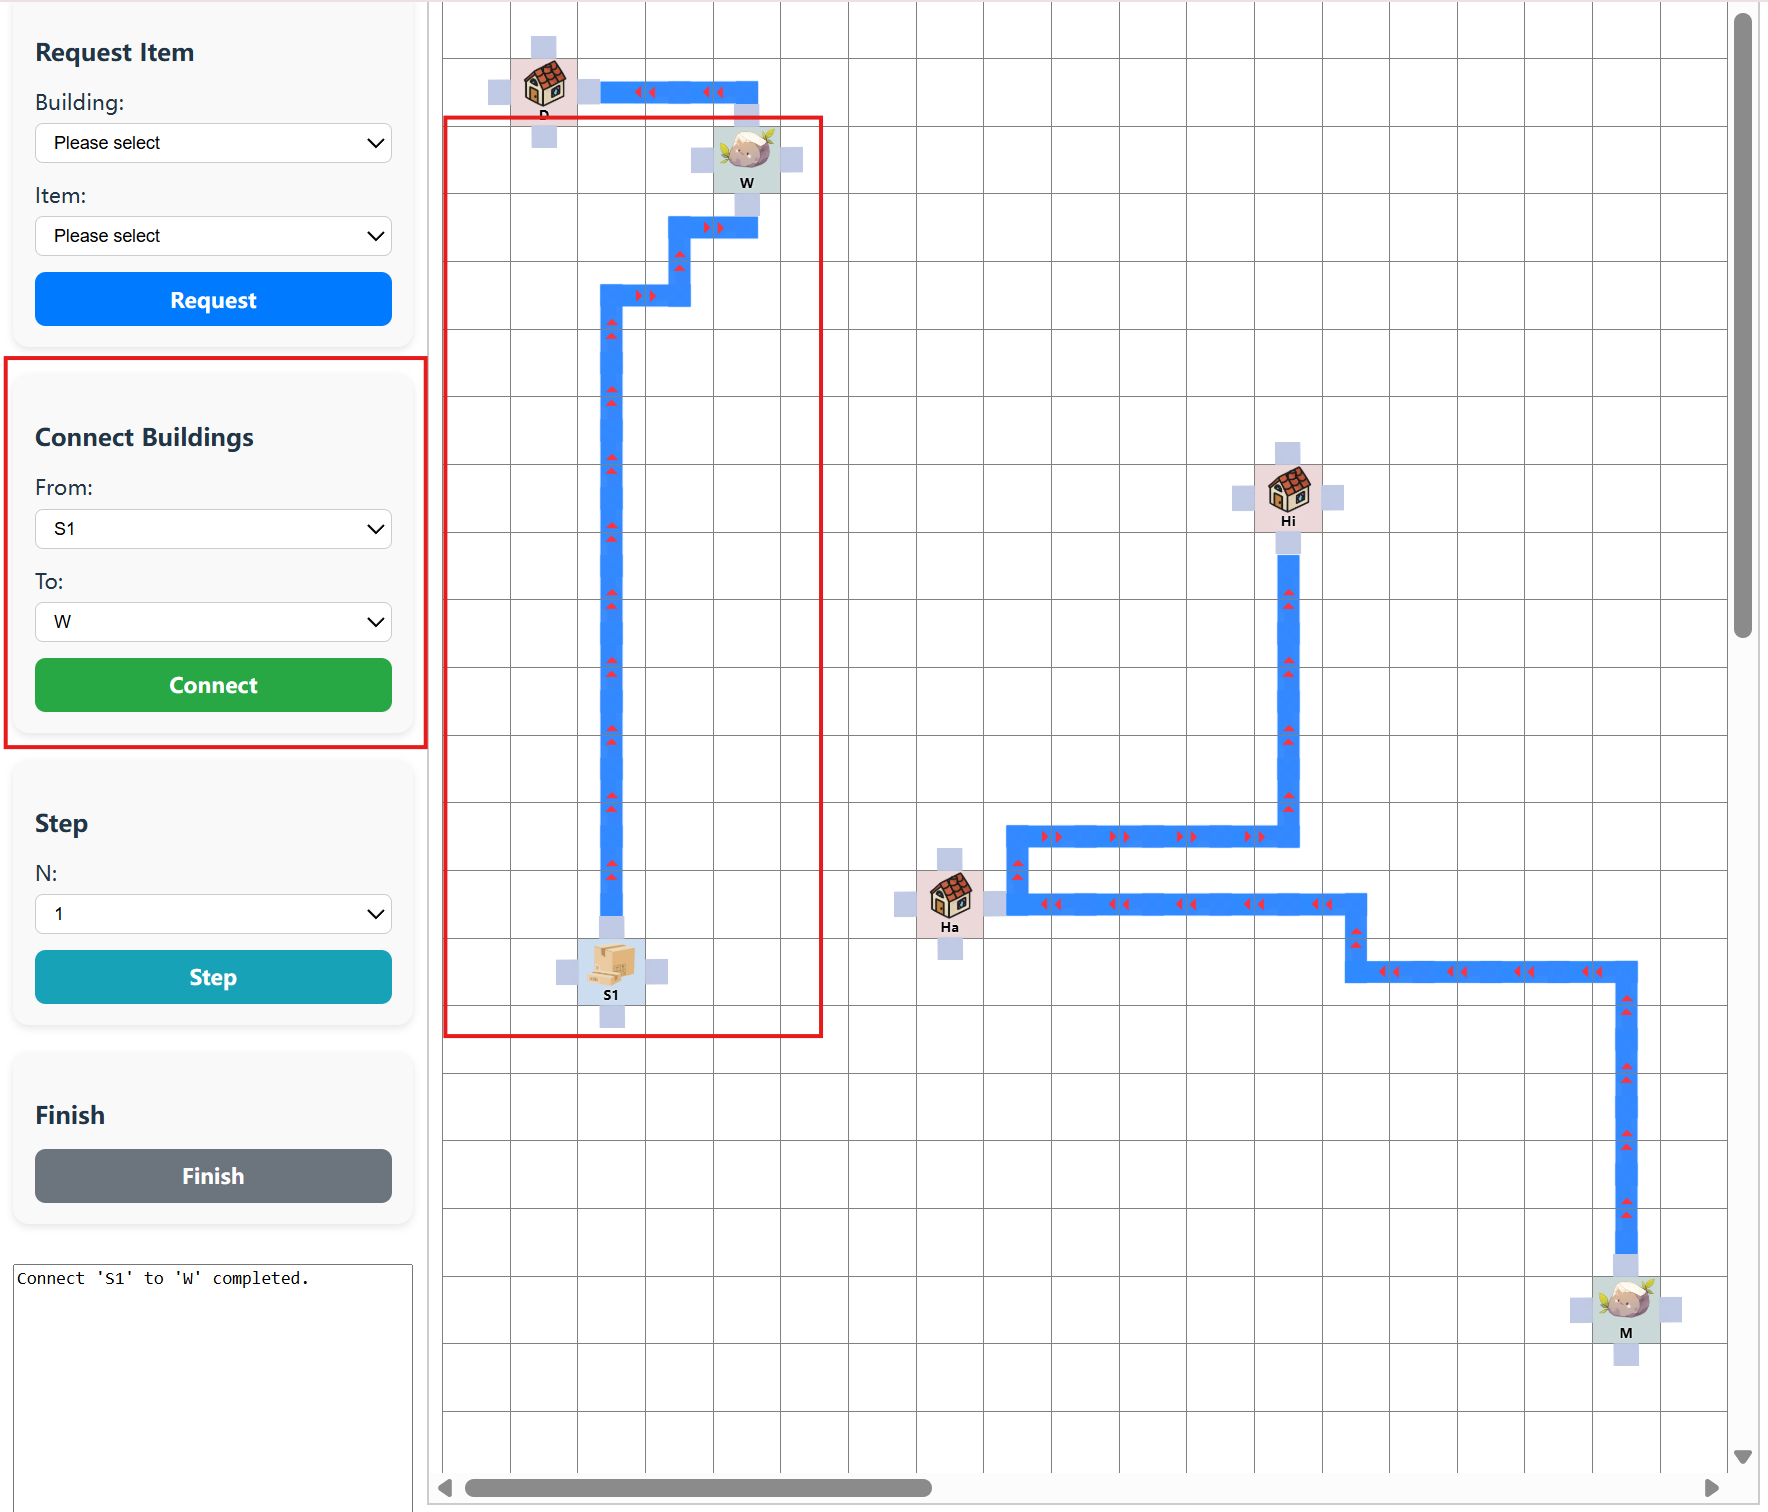 Request Item
Building:
Please select
Item:
Please select
Request
Connect Buildings
From:
S1
To:
W
Connect
Step
N:
1
Step
Finish
Finish
Connect 'S1' to 'W' completed.
D
W
Hi
Ha
S1
M